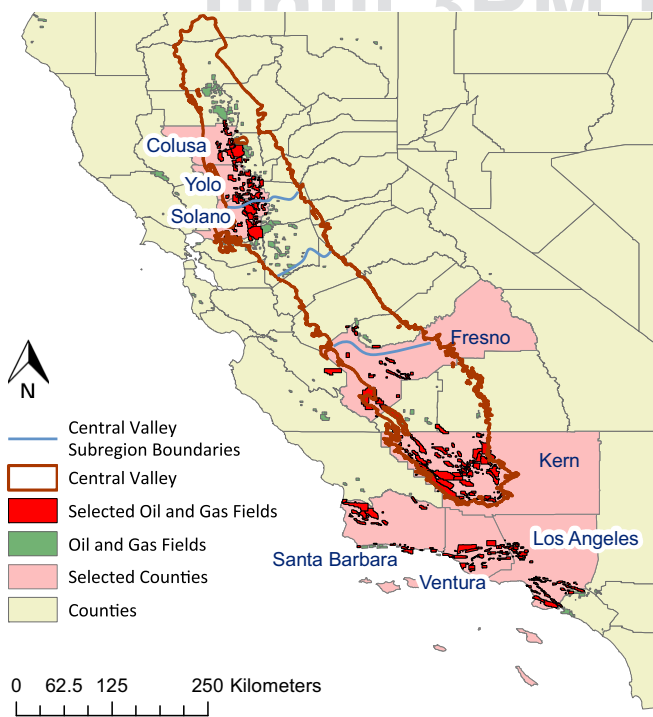 Colusa
Yolo
Solano
Fresno
Kern
Los Angeles
Santa Barbara
Ventura
N
Central Valley
Subregion Boundaries
Central Valley
Selected Oil and Gas Fields
Oil and Gas Fields
Selected Counties
Counties
0 62.5 125 250 Kilometers